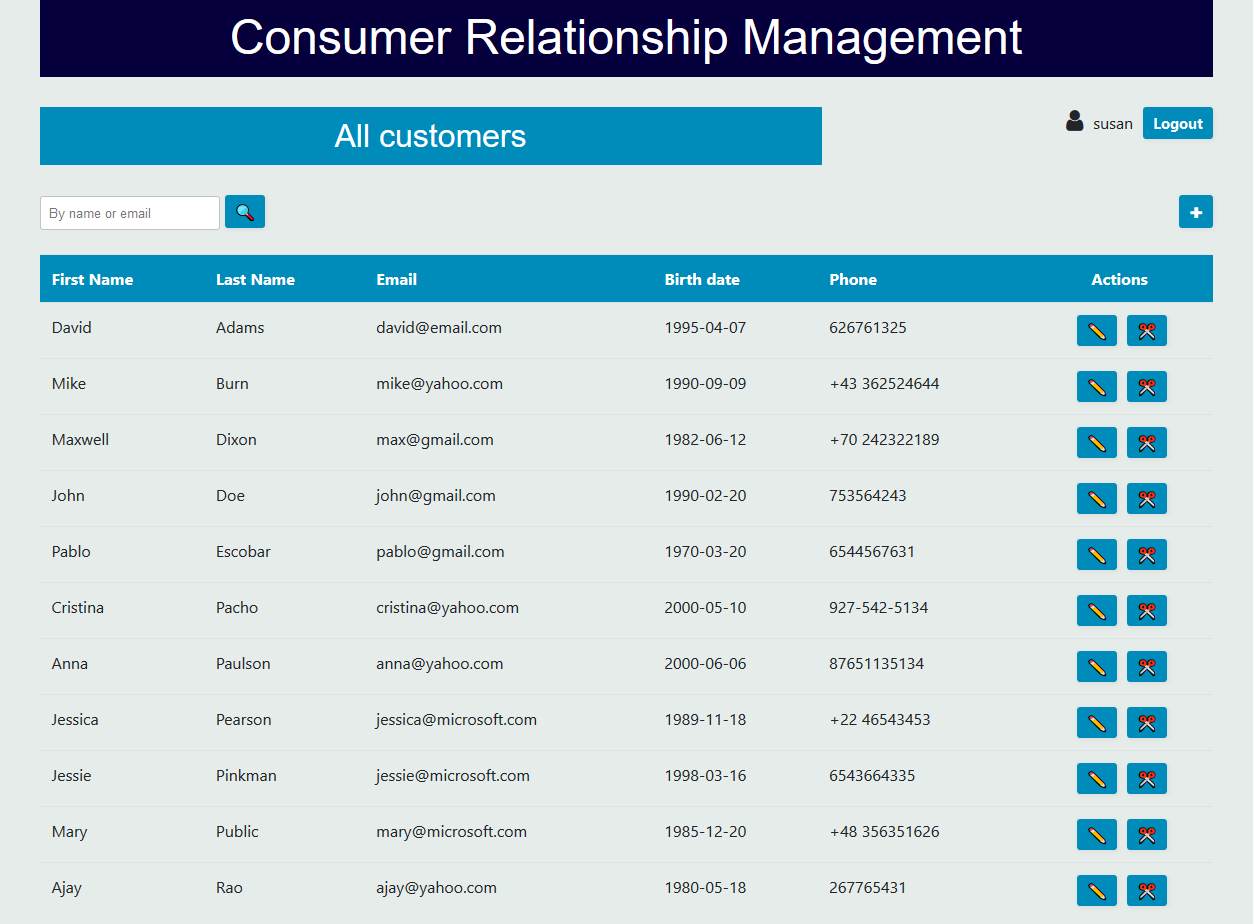 Consumer Relationship Management
All customers
susan Logout
By name or email
+
First Name Last Name Email Birth date Phone Actions
David Adams david@email.com 1995-04-07 626761325
Mike Burn mike@yahoo.com 1990-09-09 +43 362524644
Maxwell Dixon max@gmail.com 1982-06-12 +70 242322189
John Doe john@gmail.com 1990-02-20 753564243
Pablo Escobar pablo@gmail.com 1970-03-20 6544567631
Cristina Pacho cristina@yahoo.com 2000-05-10 927-542-5134
Anna Paulson anna@yahoo.com 2000-06-06 87651135134
Jessica Pearson jessica@microsoft.com 1989-11-18 +22 46543453
Jessie Pinkman jessie@microsoft.com 1998-03-16 6543664335
Mary Public mary@microsoft.com 1985-12-20 +48 356351626
Ajay Rao ajay@yahoo.com 1980-05-18 267765431